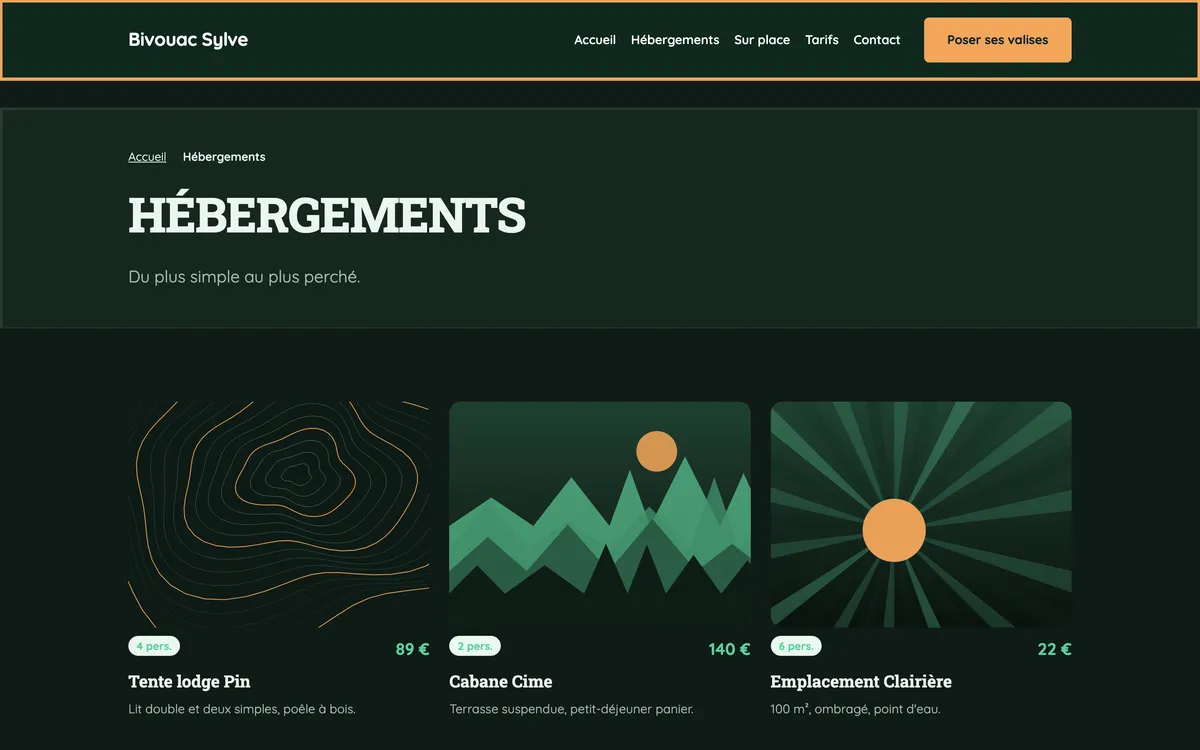 Bivouac Sylve
Accueil Hébergements Sur place Tarifs Contact Poser ses valises
Accueil Hébergements
HÉBERGEMENTS
Du plus simple au plus perché.
4 pers. 89 €
Tente lodge Pin
Lit double et deux simples, poêle à bois.
2 pers. 140 €
Cabane Cime
Terrasse suspendue, petit-déjeuner panier.
6 pers. 22 €
Emplacement Clairière
100 m², ombragé, point d'eau.